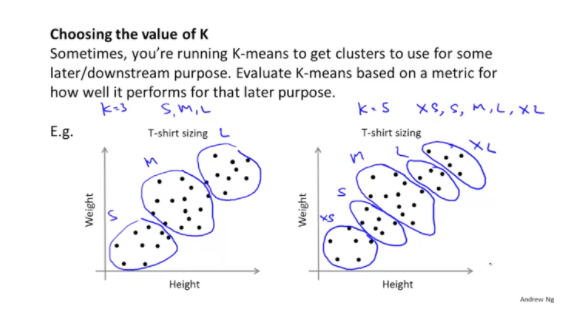 Choosing the value of K
Sometimes, you're running K-means to get clusters to use for some
later/downstream purpose. Evaluate K-means based on a metric for
how well it performs for that later purpose.
K=3 S,M,L
K=5 XS, S, M, L, XL
E.g.
T-shirt sizing
L
M
S
Weight
Height
T-shirt sizing
XL
L
M
S
XS
Weight
Height
Andrew Ng